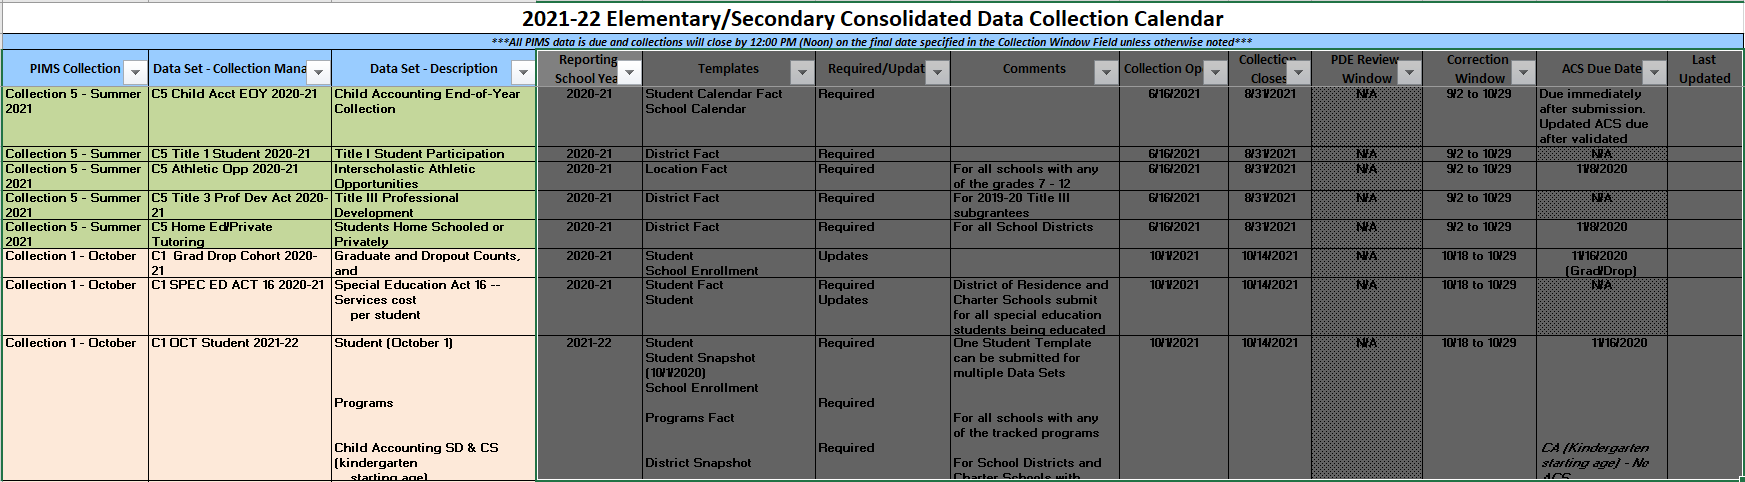 2021-22 Elementary/Secondary Consolidated Data Collection Calendar
***All PIMS data is due and collections will close by 12:00 PM (Noon) on the final date specified in the Collection Window Field unless otherwise noted***
PIMS Collection Data Set - Collection Mana Data Set - Description Reporting School Yea Templates Required/Updat Comments Collection Op Collection Closes PDE Review Window Correction Window ACS Due Date Last Updated
Collection 5 - Summer C5 Child Acct EOY 2020-21 Child Accounting End-of-Year 2020-21 Student Calendar Fact Required 6/16/2021 8/31/2021 N/A 9/2 to 10/29 Due immediately
2021 Collection School Calendar after submission.
Updated ACS due
after validated
Collection 5 - Summer C5 Title 1 Student 2020-21 Title I Student Participation 2020-21 District Fact Required 6/16/2021 8/31/2021 N/A 9/2 to 10/29 N/A
Collection 5 - Summer C5 Athletic Opp 2020-21 Interscholastic Athletic 2020-21 Location Fact Required For all schools with any 6/16/2021 8/31/2021 N/A 9/2 to 10/29 11/8/2020
2021 Opportunities of the grades 7 - 12
Collection 5 - Summer C5 Title 3 Prof Dev Act 2020- Title III Professional 2020-21 District Fact Required For 2019-20 Title III 6/16/2021 8/31/2021 N/A 9/2 to 10/29 N/A
2021 21 Development subgrantees
Collection 5 - Summer C5 Home Ed/Private Students Home Schooled or 2020-21 District Fact Required For all School Districts 6/16/2021 8/31/2021 N/A 9/2 to 10/29 11/8/2020
2021 Tutoring Privately
Collection 1 - October C1 Grad Drop Cohort 2020- Graduate and Dropout Counts, 2020-21 Student Updates 10/1/2021 10/14/2021 N/A 10/18 to 10/29 11/16/2020
21 and School Enrollment (Grad/Drop)
Collection 1 - October C1 SPEC ED ACT 16 2020-21 Special Education Act 16 -- 2020-21 Student Fact Required District of Residence and 10/1/2021 10/14/2021 N/A 10/18 to 10/29 N/A
Services cost Student Updates Charter Schools submit
per student for all special education
students being educated
Collection 1 - October C1 OCT Student 2021-22 Student (October 1) 2021-22 Student Required One Student Template 10/1/2021 10/14/2021 N/A 10/18 to 10/29 11/16/2020
Student Snapshot can be submitted for
(10/1/2020) multiple Data Sets
School Enrollment
Programs Required
Programs Fact For all schools with any
of the tracked programs
Child Accounting SD & CS Required CA (Kindergarten
(kindergarten District Snapshot For School Districts and starting age) - No
starting age) Charter Schools with ACS